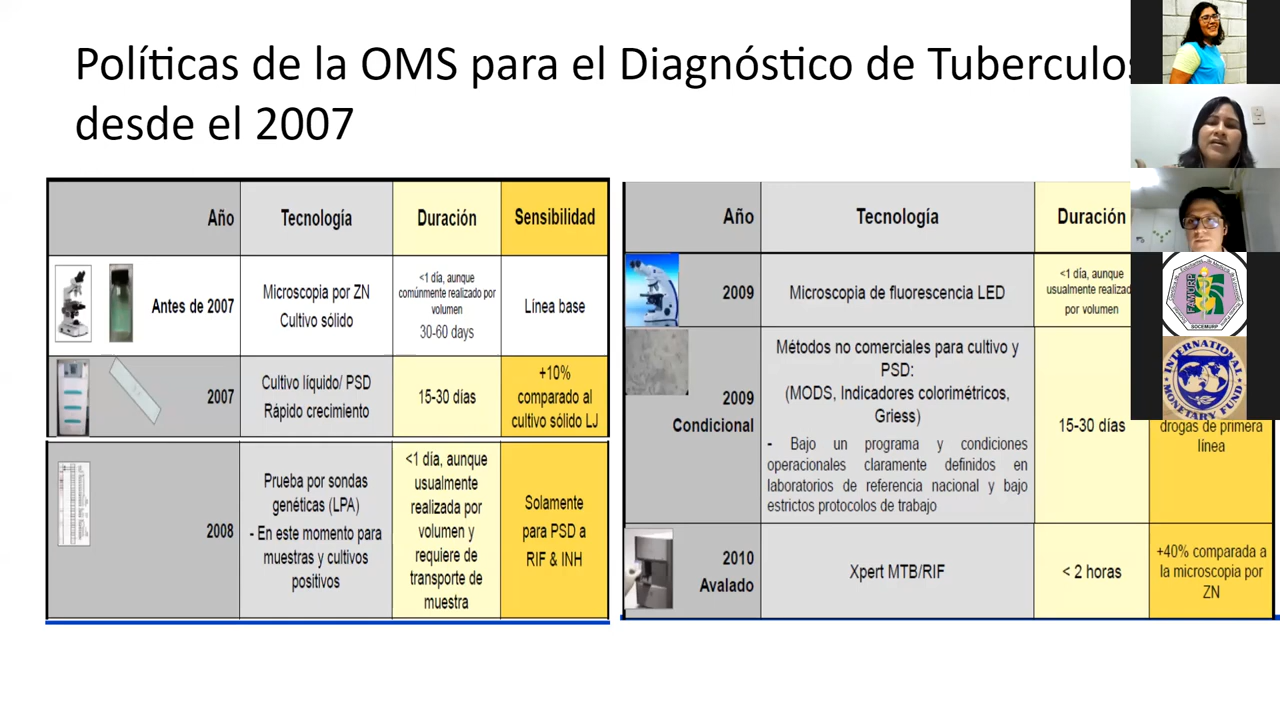 Políticas de la OMS para el Diagnóstico de
desde el 2007
Año
Tecnología
Duración
Sensibilidad
Antes de 2007
Microscopia por ZN
Cultivo sólido
<1 día, aunque
comúnmente realizado por
volumen
30-60 days
Línea base
2007
Cultivo líquido/ PSD
Rápido crecimiento
15-30 días
+10%
comparado al
cultivo sólido LJ
2008
Prueba por sondas
genéticas (LPA)
- En este momento para
muestras y cultivos
positivos
<1 día, aunque
usualmente
realizada por
volumen y
requiere de
transporte de
muestra
Solamente
para PSD a
RIF & INH
Año
Tecnología
Duración
2009
Microscopia de fluorescencia LED
<1 día, aunque
usualmente
por volumen
2009
Condicional
Métodos no comerciales para cultivo y
PSD:
(MODS, Indicadores colorimétricos,
Griess)
- Bajo un programa y condiciones
operacionales claramente definidos en
laboratorios de referencia nacional y bajo
estrictos protocolos de trabajo
15-30 días
drogas de primera
línea
2010
Avalado
Xpert MTB/RIF
< 2 horas
+40% comparada a
la microscopia por
ZN
FAMURP
SOCEMURP
INTERNATIONAL
MONETARY FUND